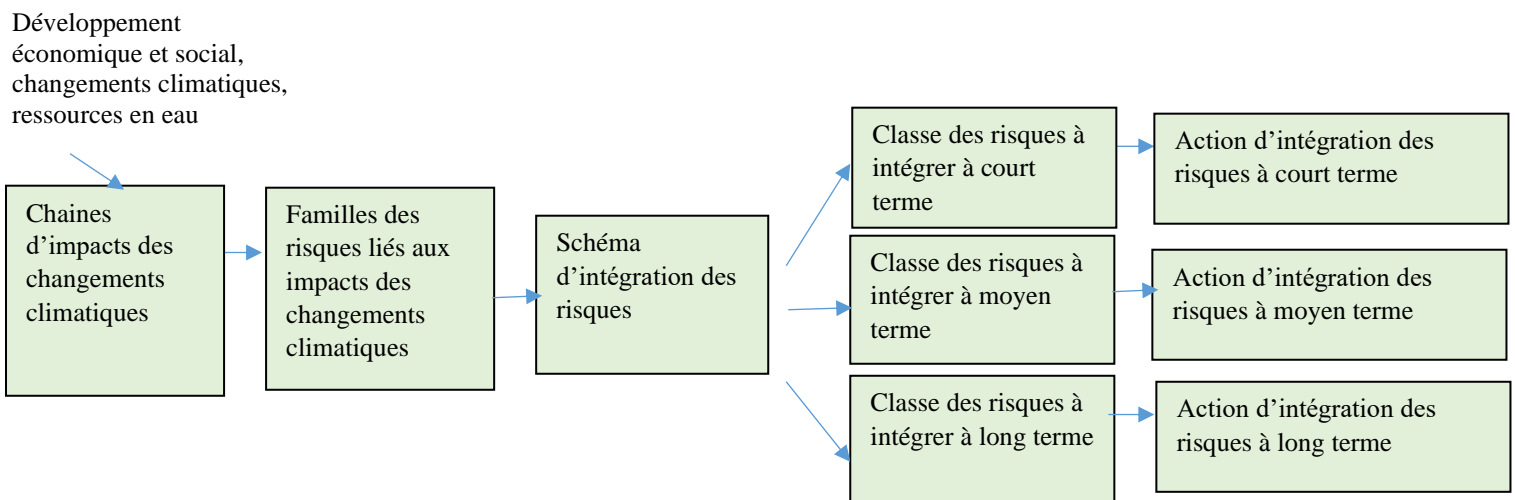 Développement
économique et social,
changements climatiques,
ressources en eau
Chaines
d'impacts des
changements
climatiques
Familles des
risques liés aux
impacts des
changements
climatiques
Schéma
d'intégration des
risques
Classe des risques à
intégrer à court
terme
Action d'intégration des
risques à court terme
Classe des risques à
intégrer à moyen
terme
Action d'intégration des
risques à moyen terme
Classe des risques à
intégrer à long terme
Action d'intégration des
risques à long terme